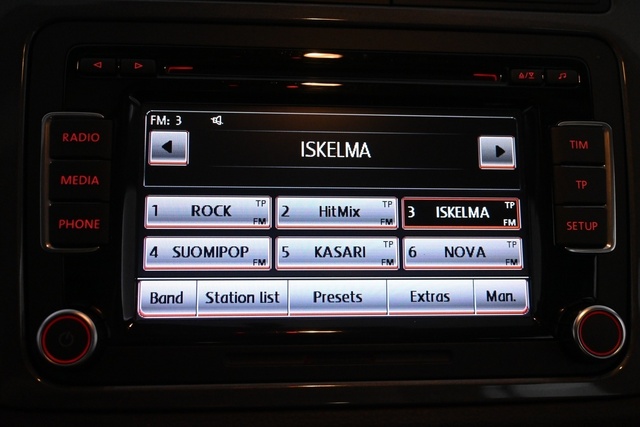 FM: 3
ISKELMA
RADIO
MEDIA
PHONE
1 ROCK TP FM
2 HitMix TP FM
3 ISKELMA TP FM
4 SUOMIPOP FM
5 KASARI TP FM
6 NOVA TP FM
Band Station list Presets Extras Man.
TIM
TP
SETUP